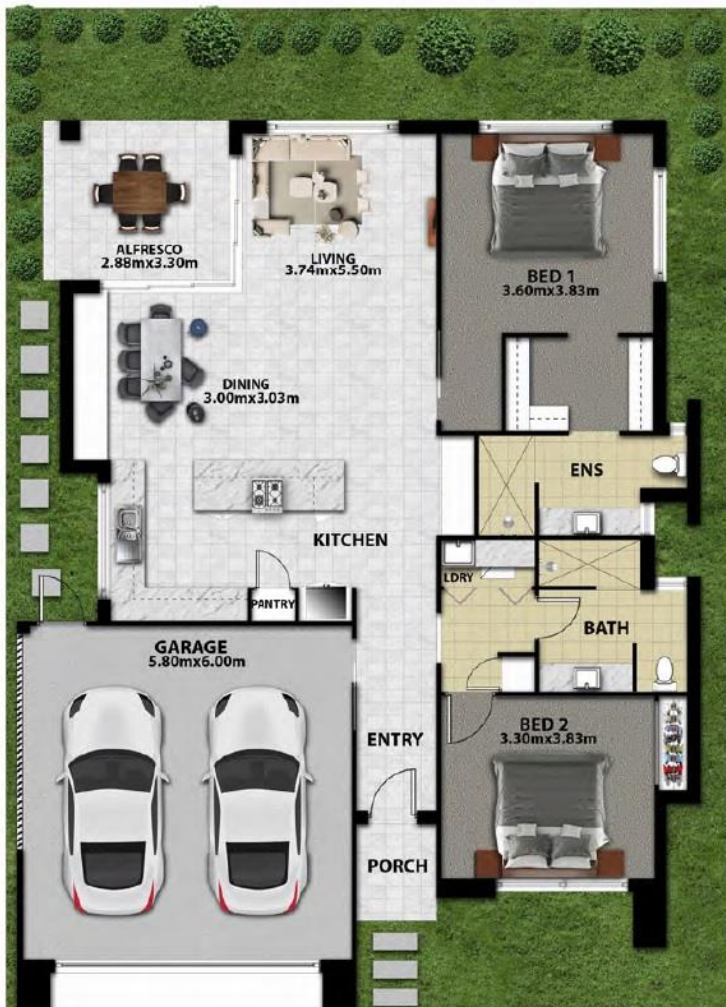 ALFRESCO
2.88mx3.30m
LIVING
3.74mx5.50m
BED 1
3.60mx3.83m
DINING
3.00mx3.03m
ENS
KITCHEN
LDRY
PANTRY
BATH
GARAGE
5.80mx6.00m
BED 2
3.30mx3.83m
ENTRY
PORCH